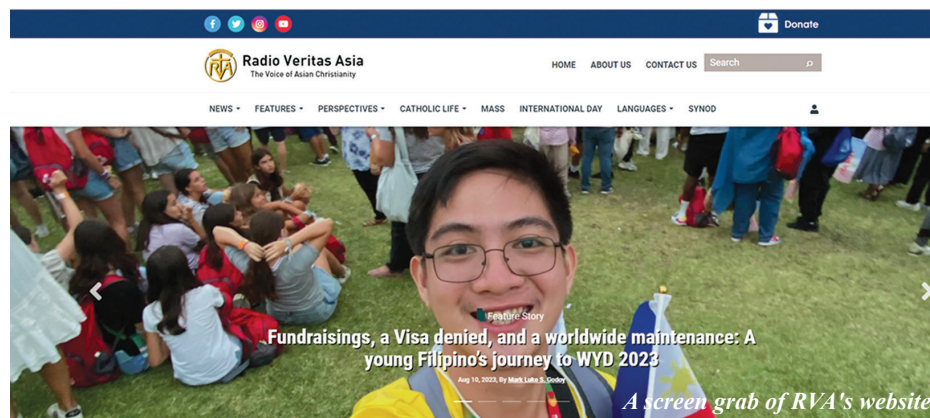 Donate
RVA
Radio Veritas Asia
The Voice of Asian Christianity
HOME ABOUT US CONTACT US Search
NEWS FEATURES PERSPECTIVES CATHOLIC LIFE MASS INTERNATIONAL DAY LANGUAGES SYNOD
Feature Story
Fundraisings, a Visa denied, and a worldwide maintenance: A
young Filipino's journey to WYD 2023
Aug 10, 2023, By Mark Luke S. Godoy
A screen grab of RVA's website